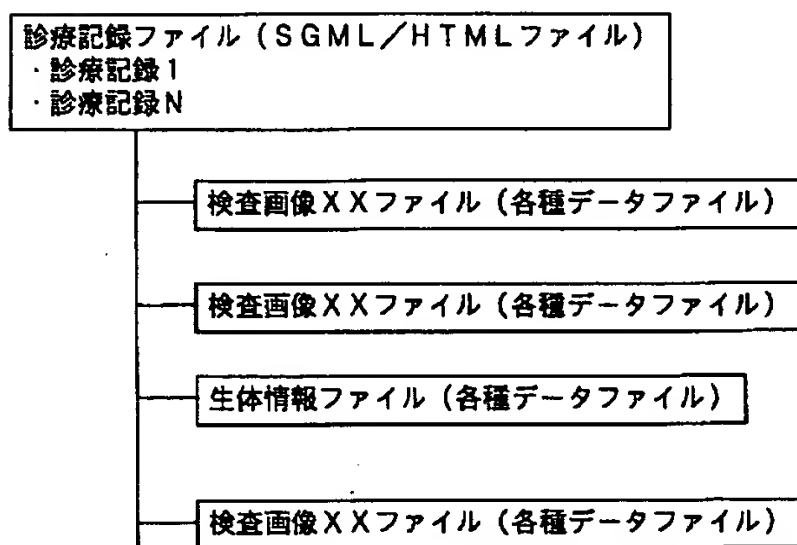 診療記録ファイル（ＳＧＭＬ／ＨＴＭＬファイル）
・診療記録１
・診療記録Ｎ
検査画像ＸＸファイル（各種データファイル）
検査画像ＸＸファイル（各種データファイル）
生体情報ファイル（各種データファイル）
検査画像ＸＸファイル（各種データファイル）